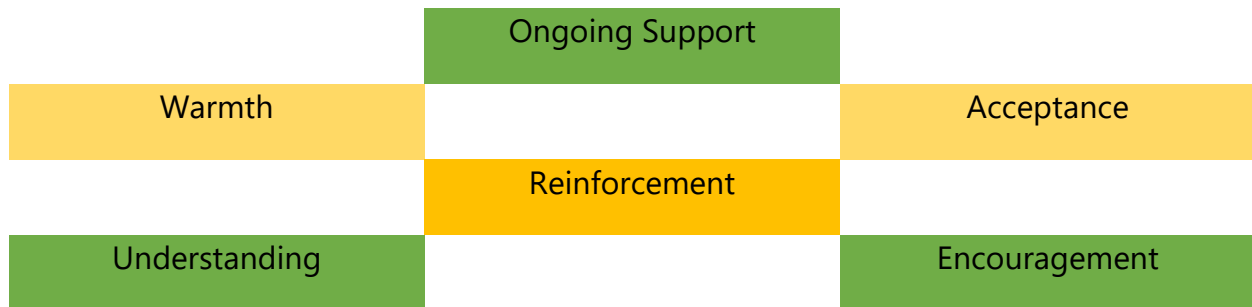 Ongoing Support
Warmth
Acceptance
Reinforcement
Understanding
Encouragement